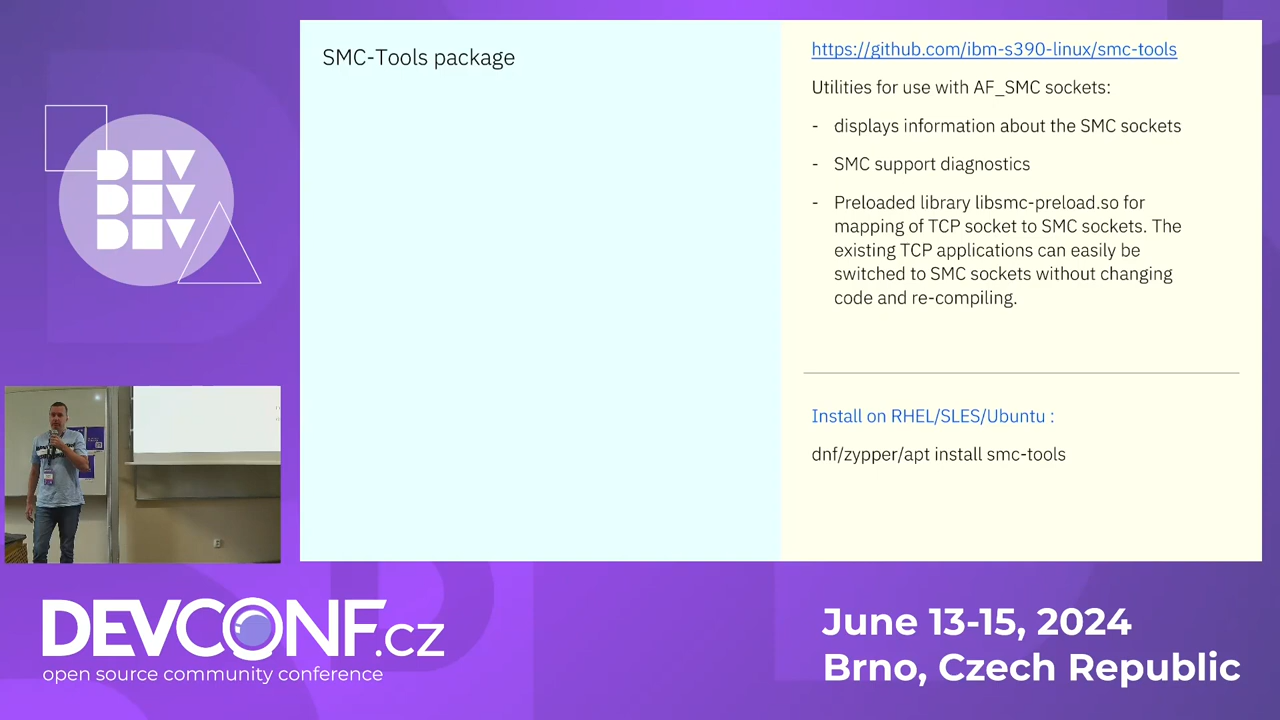 SMC-Tools package
https://github.com/ibm-s390-linux/smc-tools
Utilities for use with AF_SMC sockets:
- displays information about the SMC sockets
- SMC support diagnostics
- Preloaded library libsmc-preload.so for
mapping of TCP socket to SMC sockets. The
existing TCP applications can easily be
switched to SMC sockets without changing
code and re-compiling.
Install on RHEL/SLES/Ubuntu :
dnf/zypper/apt install smc-tools
DEV
DEV
DEV
DEVCONF.cz
open source community conference
June 13-15, 2024
Brno, Czech Republic